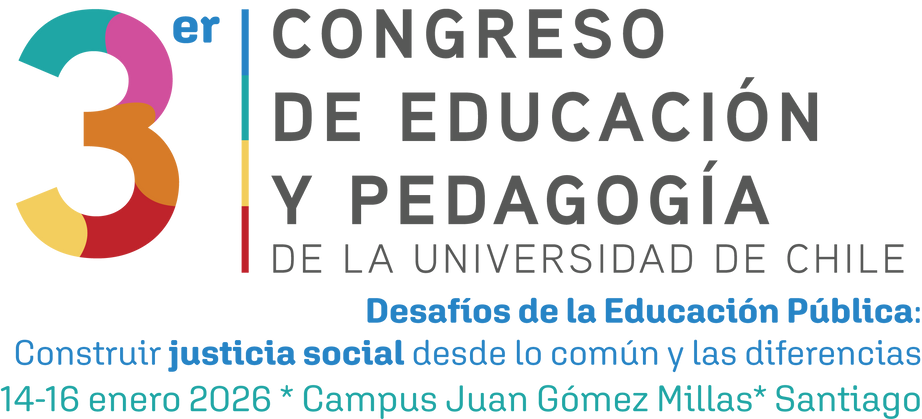 3er CONGRESO
DE EDUCACIÓN
Y PEDAGOGÍA
DE LA UNIVERSIDAD DE CHILE
Desafíos de la Educación Pública:
Construir justicia social desde lo común y las diferencias
14-16 enero 2026 * Campus Juan Gómez Millas* Santiago